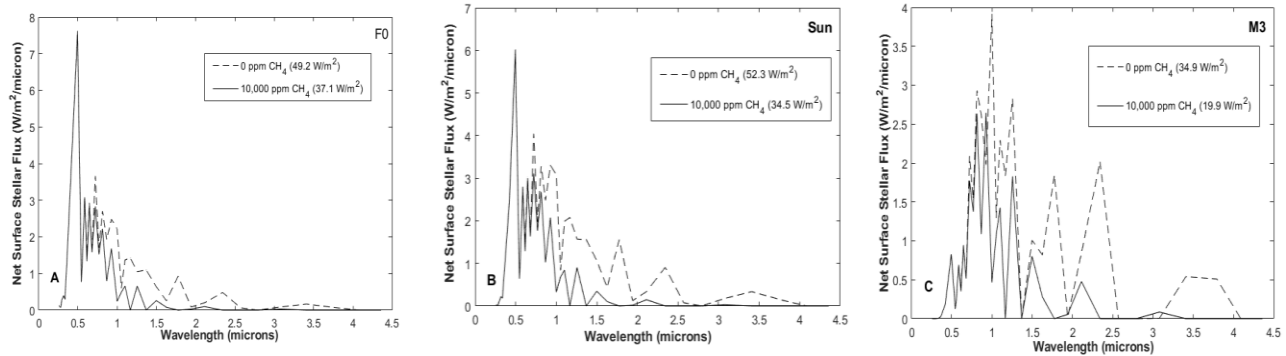 F0
0 ppm CH4 (49.2 W/m2)
10,000 ppm CH4 (37.1 W/m2)
Net Surface Stellar Flux (W/m2/micron)
8
7
6
5
4
3
2
1
0
A
0 0.5 1 1.5 2 2.5 3 3.5 4 4.5
Wavelength (microns)
Sun
0 ppm CH4 (52.3 W/m2)
10,000 ppm CH4 (34.5 W/m2)
Net Surface Stellar Flux (W/m2/micron)
7
6
5
4
3
2
1
0
B
0 0.5 1 1.5 2 2.5 3 3.5 4 4.5
Wavelength (microns)
M3
0 ppm CH4 (34.9 W/m2)
10,000 ppm CH4 (19.9 W/m2)
Net Surface Stellar Flux (W/m2/micron)
4
3.5
3
2.5
2
1.5
1
0.5
0
C
0 0.5 1 1.5 2 2.5 3 3.5 4 4.5
Wavelength (microns)